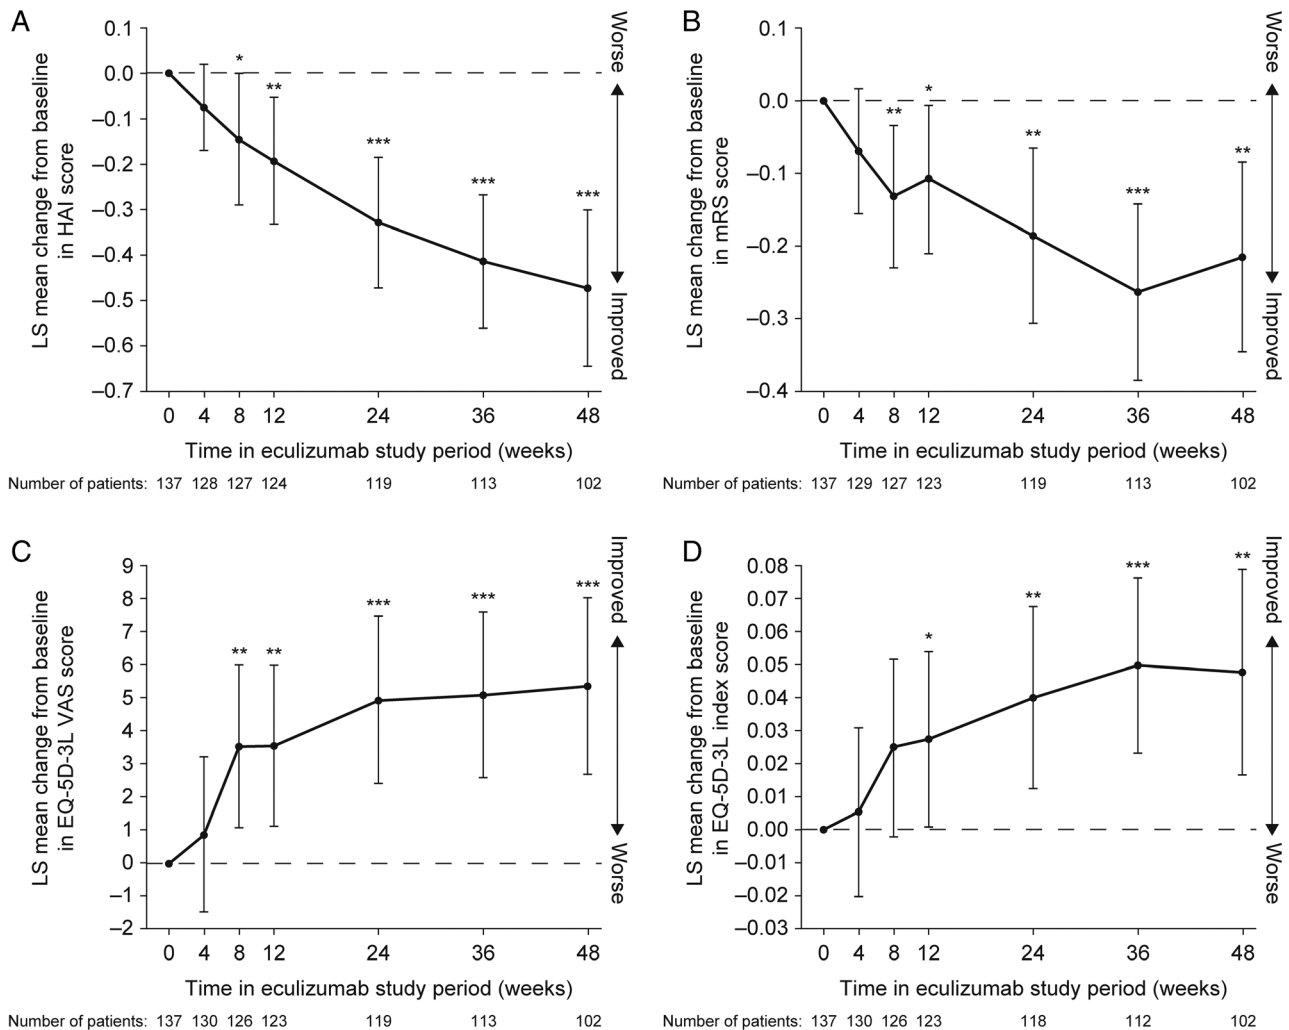 A
LS mean change from baseline
in HAI score
0.1
0.0
–0.1
–0.2
–0.3
–0.4
–0.5
–0.6
–0.7
*
**
***
***
***
Worse
Improved
0 4 8 12 24 36 48
Time in eculizumab study period (weeks)
Number of patients: 137 128 127 124 119 113 102
B
LS mean change from baseline
in mRS score
0.1
0.0
–0.1
–0.2
–0.3
–0.4
**
*
**
***
**
Worse
Improved
0 4 8 12 24 36 48
Time in eculizumab study period (weeks)
Number of patients: 137 129 127 123 119 113 102
C
LS mean change from baseline
in EQ-5D-3L VAS score
9
8
7
6
5
4
3
2
1
0
–1
–2
**
**
***
***
***
Improved
Worse
0 4 8 12 24 36 48
Time in eculizumab study period (weeks)
Number of patients: 137 130 126 123 119 113 102
D
LS mean change from baseline
in EQ-5D-3L index score
0.08
0.07
0.06
0.05
0.04
0.03
0.02
0.01
0.00
–0.01
–0.02
–0.03
*
**
***
**
Improved
Worse
0 4 8 12 24 36 48
Time in eculizumab study period (weeks)
Number of patients: 137 130 126 123 118 112 102